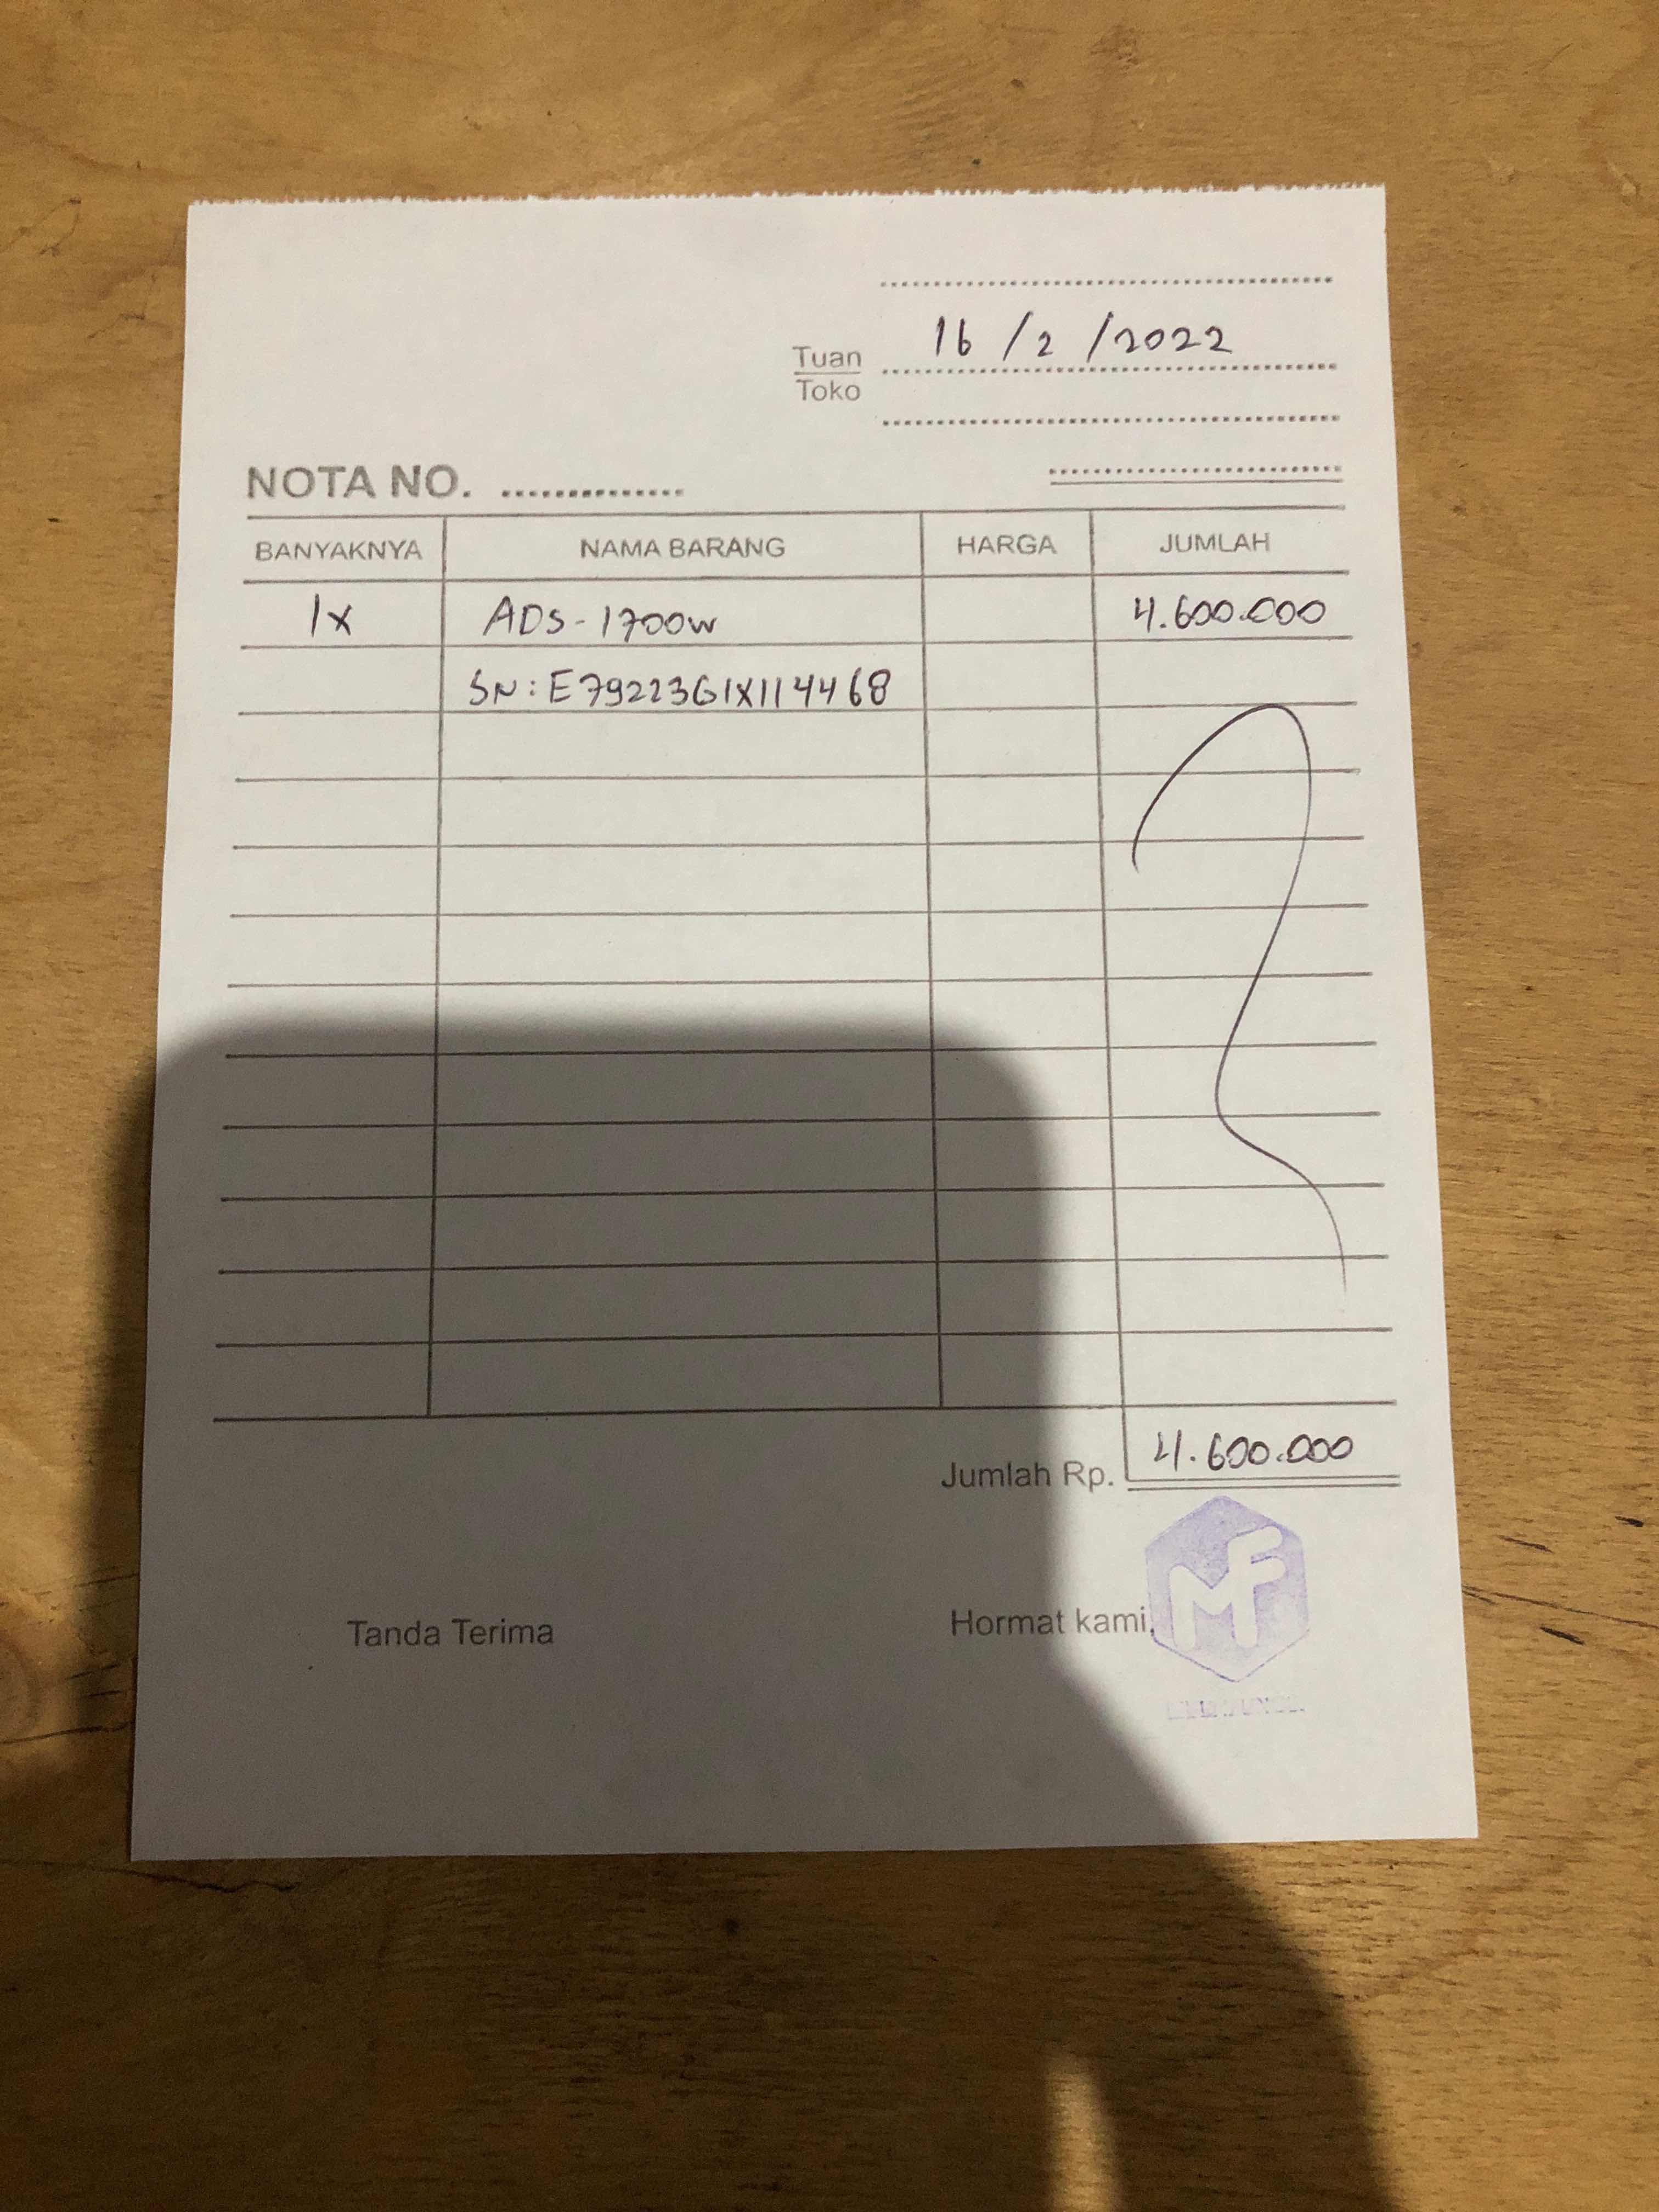 16 / 2 / 2022
Tuan
Toko
NOTA NO. ..............
BANYAKNYA NAMA BARANG HARGA JUMLAH
1x ADS-1700W 4.600.000
SN: E79223G1X114468
Jumlah Rp. 4.600.000
Tanda Terima Hormat kami,
MF